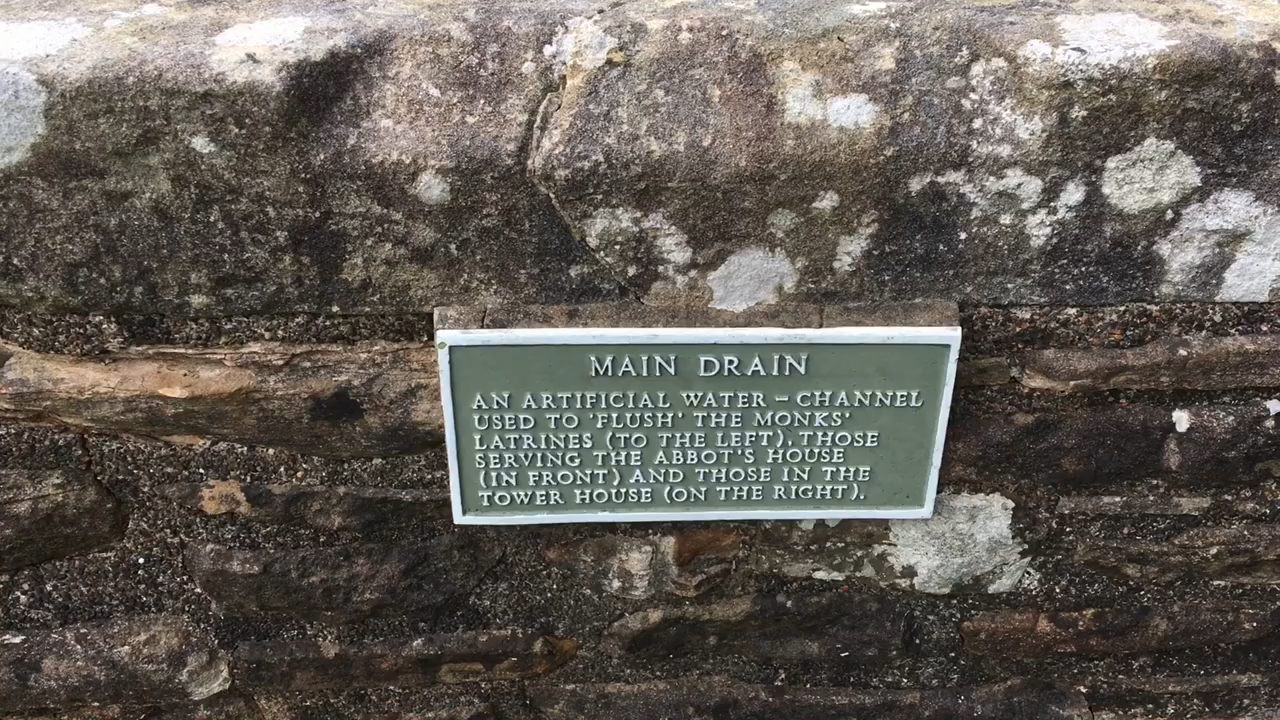 MAIN DRAIN
AN ARTIFICIAL WATER – CHANNEL
USED TO 'FLUSH' THE MONKS'
LATRINES (TO THE LEFT), THOSE
SERVING THE ABBOT'S HOUSE
(IN FRONT) AND THOSE IN THE
TOWER HOUSE (ON THE RIGHT).